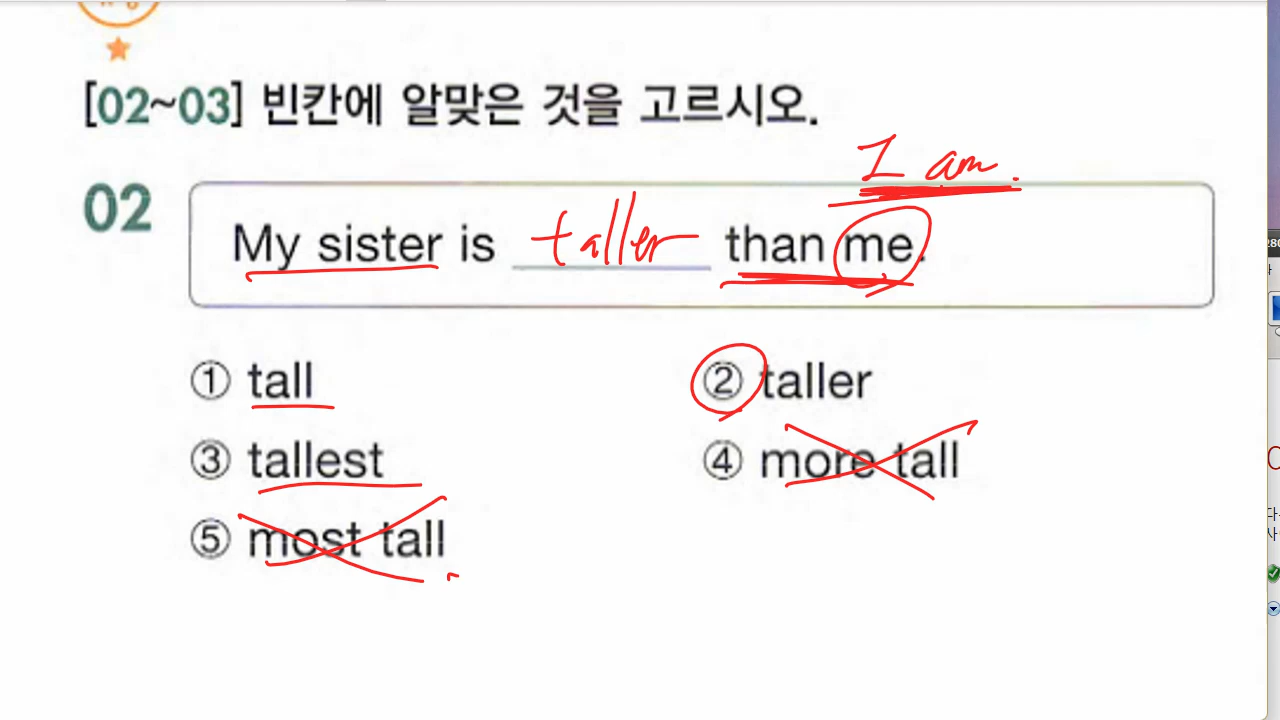 [02~03] 빈칸에 알맞은 것을 고르시오.
I am.
02 My sister is taller than me.
① tall ② taller
③ tallest ④ more tall
⑤ most tall